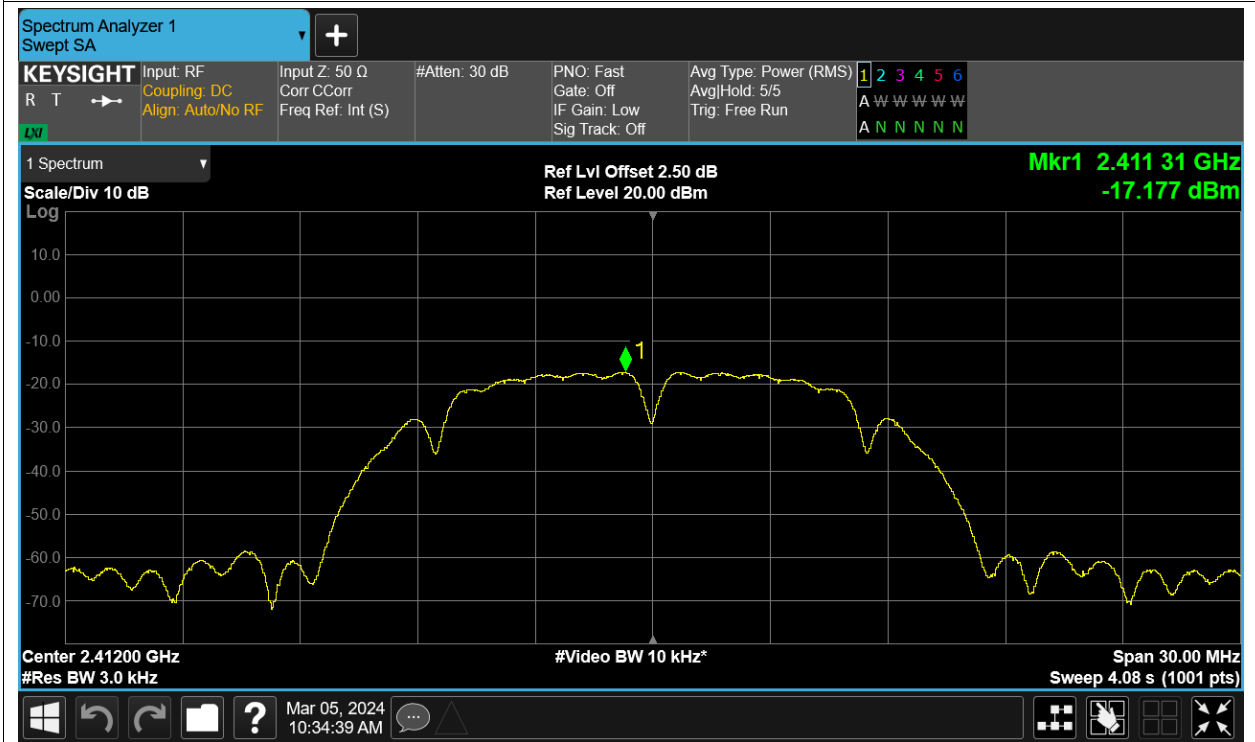 Spectrum Analyzer 1
Swept SA
+
KEYSIGHT
R T
LXI
Input: RF
Coupling: DC
Align: Auto/No RF
Input Z: 50 Ω
Corr CCorr
Freq Ref: Int (S)
#Atten: 30 dB
PNO: Fast
Gate: Off
IF Gain: Low
Sig Track: Off
Avg Type: Power (RMS)
Avg|Hold: 5/5
Trig: Free Run
1 2 3 4 5 6
A W W W W W
A N N N N N
1 Spectrum
Scale/Div 10 dB
Log
Ref Lvl Offset 2.50 dB
Ref Level 20.00 dBm
Mkr1 2.411 31 GHz
-17.177 dBm
10.0
0.00
-10.0
-20.0
-30.0
-40.0
-50.0
-60.0
-70.0
1
Center 2.41200 GHz
#Res BW 3.0 kHz
#Video BW 10 kHz*
Span 30.00 MHz
Sweep 4.08 s (1001 pts)
?
Mar 05, 2024
10:34:39 AM